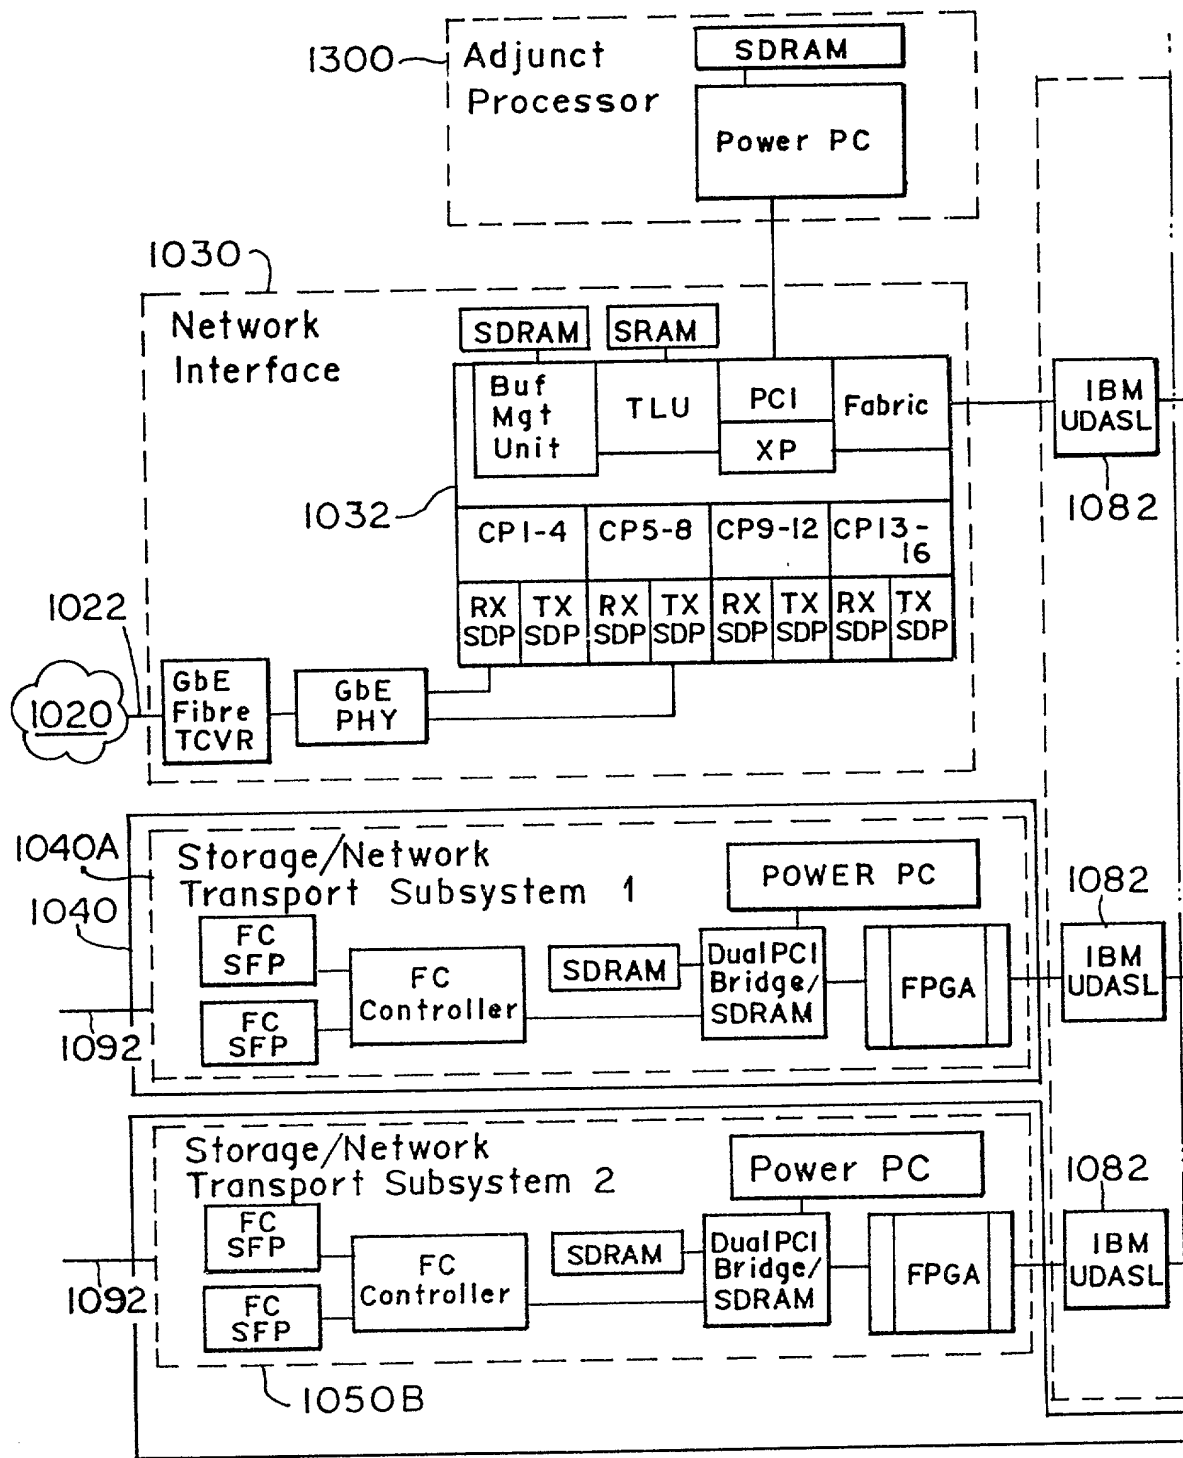 1300
Adjunct
Processor
SDRAM
Power PC
1030
Network
Interface
SDRAM
SRAM
Buf
Mgt
Unit
TLU
PCI
XP
Fabric
IBM
UDASL
1082
1032
CP1-4
CP5-8
CP9-12
CP13-
16
RX
SDP
TX
SDP
RX
SDP
TX
SDP
RX
SDP
TX
SDP
RX
SDP
TX
SDP
1022
1020
GbE
Fibre
TCVR
GbE
PHY
1040A
1040
Storage/Network
Transport Subsystem 1
POWER PC
FC
SFP
FC
SFP
FC
Controller
SDRAM
Dual PCI
Bridge/
SDRAM
FPGA
1082
IBM
UDASL
1092
Storage/Network
Transport Subsystem 2
Power PC
FC
SFP
FC
SFP
FC
Controller
SDRAM
Dual PCI
Bridge/
SDRAM
FPGA
1082
IBM
UDASL
1092
1050B